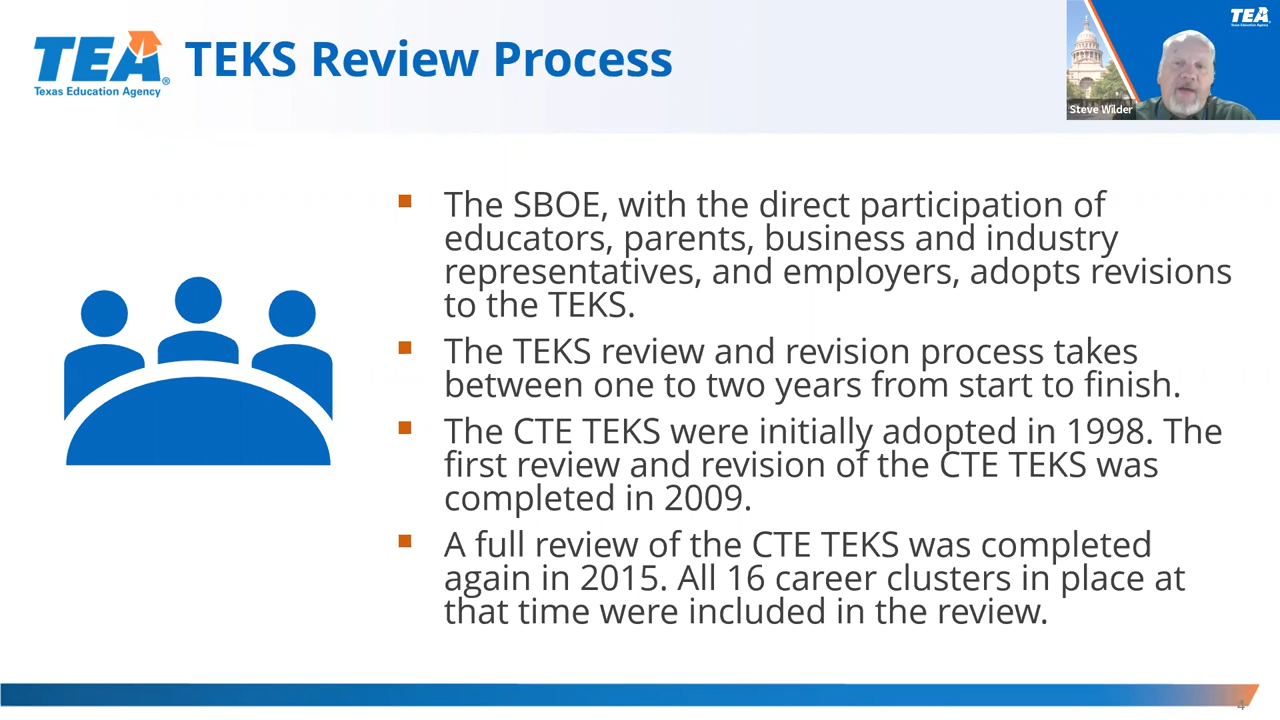 TEA
Texas Education Agency
TEKS Review Process
TEA
Texas Education Agency
Steve Wilder
The SBOE, with the direct participation of
educators, parents, business and industry
representatives, and employers, adopts revisions
to the TEKS.
The TEKS review and revision process takes
between one to two years from start to finish.
The CTE TEKS were initially adopted in 1998. The
first review and revision of the CTE TEKS was
completed in 2009.
A full review of the CTE TEKS was completed
again in 2015. All 16 career clusters in place at
that time were included in the review.
4